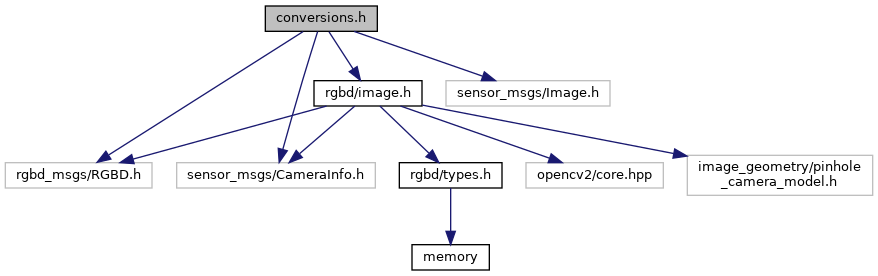 conversions.h
rgbd/image.h
sensor_msgs/Image.h
rgbd_msgs/RGBD.h
sensor_msgs/CameraInfo.h
rgbd/types.h
opencv2/core.hpp
image_geometry/pinhole
_camera_model.h
memory